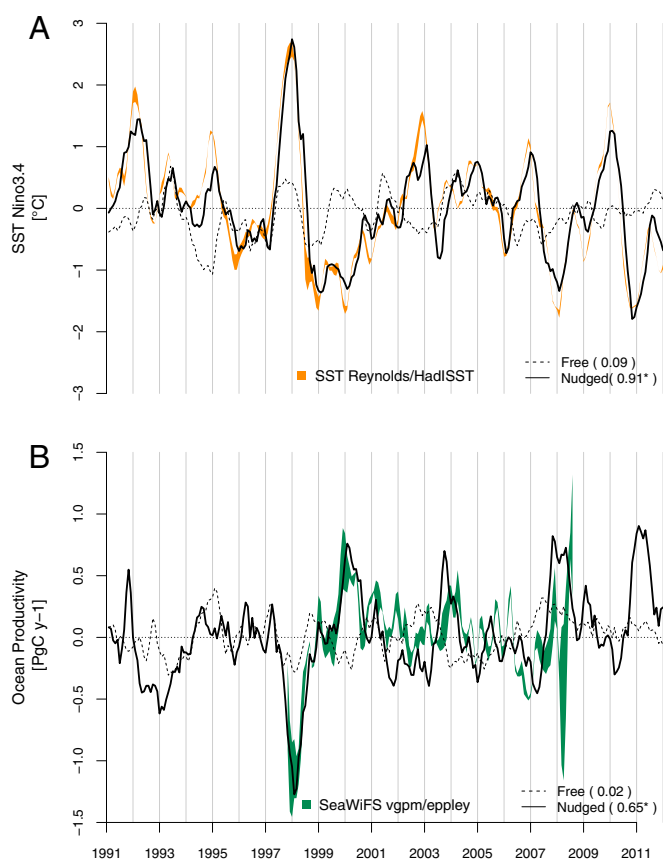 A
3
2
1
0
−1
−2
−3
SST Nino3.4
[°C]
SST Reynolds/HadISST
Free ( 0.09 )
Nudged( 0.91* )
B
1.5
1.0
0.5
0.0
−0.5
−1.0
−1.5
Ocean Productivity
[PgC y−1]
SeaWiFS vgpm/eppley
Free ( 0.02 )
Nudged ( 0.65* )
1991 1993 1995 1997 1999 2001 2003 2005 2007 2009 2011